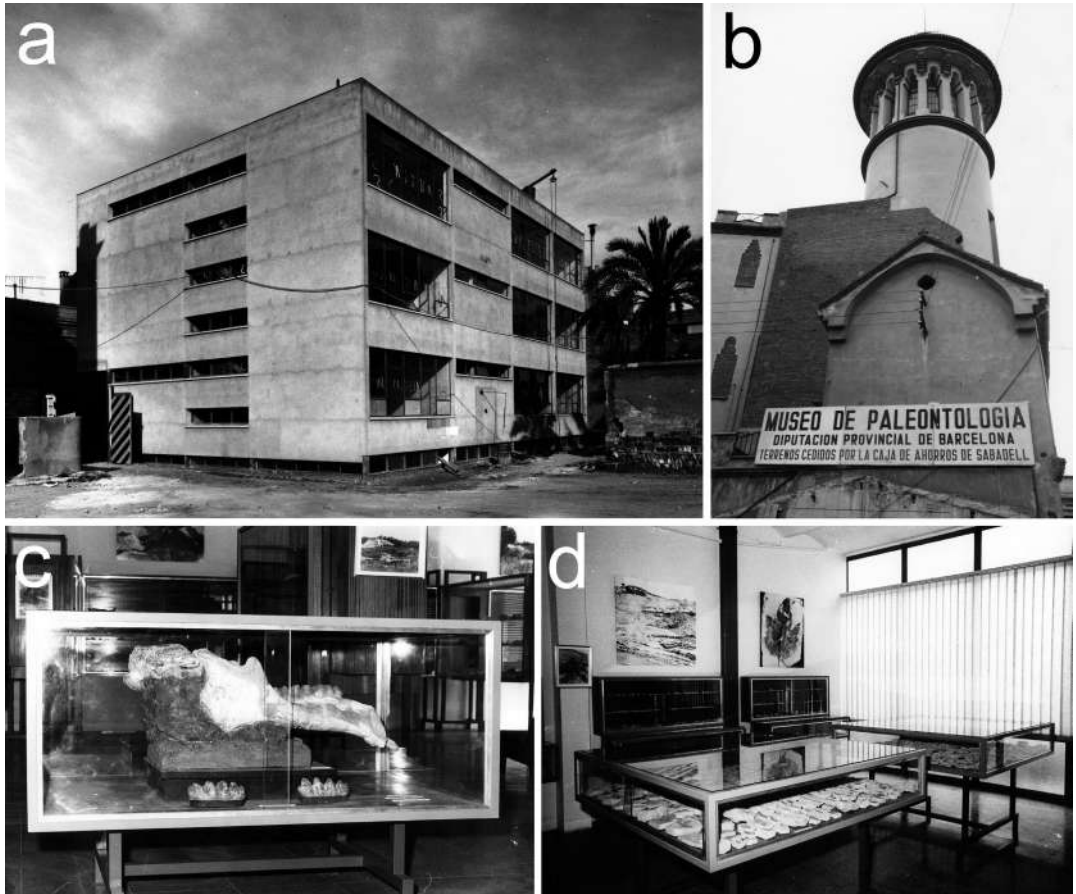 a
b
MUSEO DE PALEONTOLOGIA
DIPUTACION PROVINCIAL DE BARCELONA
TERRENOS CEDIDOS POR LA CAJA DE AHORROS DE SABADELL
c
d